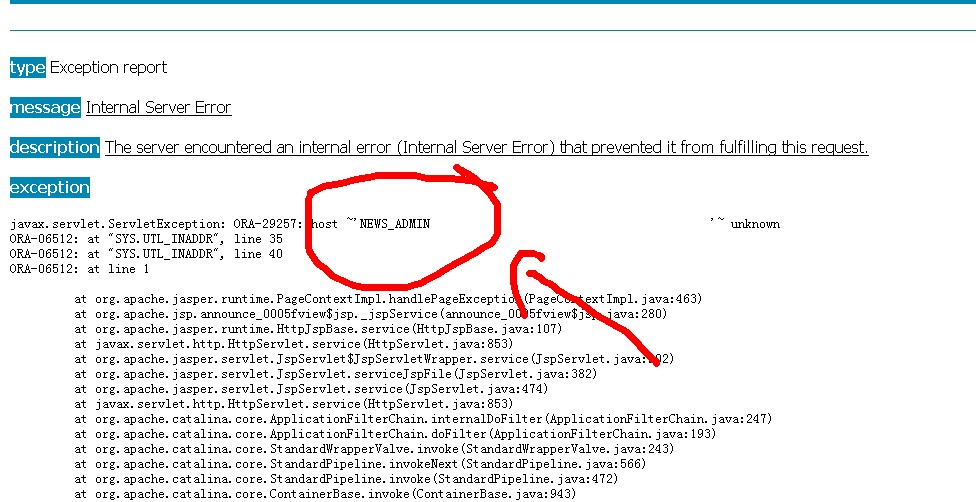 type Exception report
message Internal Server Error
description The server encountered an internal error (Internal Server Error) that prevented it from fulfilling this request.
exception
javax.servlet.ServletException: ORA-29257: host ~'NEWS_ADMIN '~ unknown
ORA-06512: at "SYS.UTL_INADDR", line 35
ORA-06512: at "SYS.UTL_INADDR", line 40
ORA-06512: at line 1
at org.apache.jasper.runtime.PageContextImpl.handlePageException(PageContextImpl.java:463)
at org.apache.jsp.announce_0005fview$jsp._jspService(announce_0005fview$jsp.java:280)
at org.apache.jasper.runtime.HttpJspBase.service(HttpJspBase.java:107)
at javax.servlet.http.HttpServlet.service(HttpServlet.java:853)
at org.apache.jasper.servlet.JspServlet$JspServletWrapper.service(JspServlet.java:292)
at org.apache.jasper.servlet.JspServlet.serviceJspFile(JspServlet.java:382)
at org.apache.jasper.servlet.JspServlet.service(JspServlet.java:474)
at javax.servlet.http.HttpServlet.service(HttpServlet.java:853)
at org.apache.catalina.core.ApplicationFilterChain.internalDoFilter(ApplicationFilterChain.java:247)
at org.apache.catalina.core.ApplicationFilterChain.doFilter(ApplicationFilterChain.java:193)
at org.apache.catalina.core.StandardWrapperValve.invoke(StandardWrapperValve.java:243)
at org.apache.catalina.core.StandardPipeline.invokeNext(StandardPipeline.java:566)
at org.apache.catalina.core.StandardPipeline.invoke(StandardPipeline.java:472)
at org.apache.catalina.core.ContainerBase.invoke(ContainerBase.java:943)